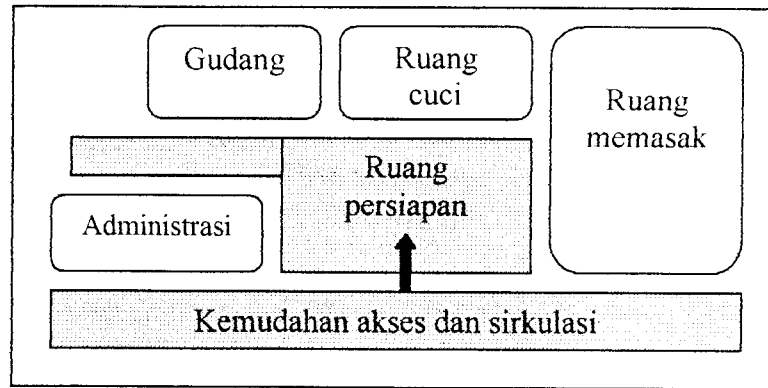 Gudang
Ruang
cuci
Ruang
memasak
Ruang
persiapan
Administrasi
Kemudahan akses dan sirkulasi